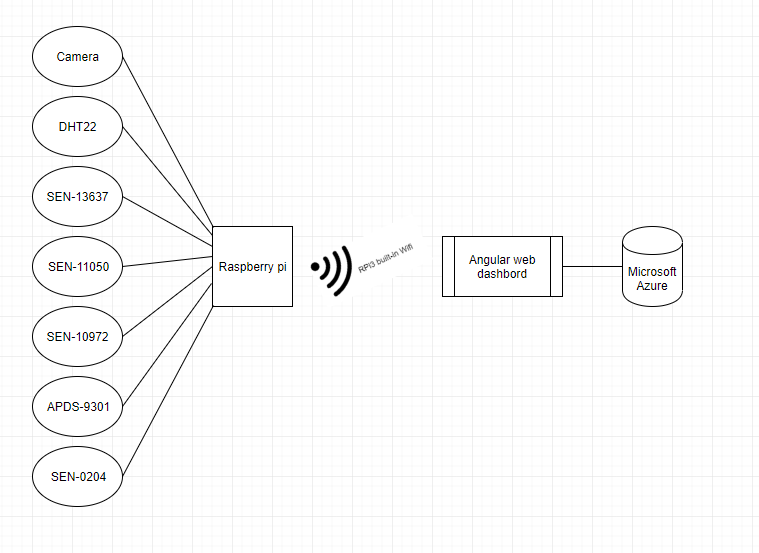 Camera
DHT22
SEN-13637
SEN-11050
SEN-10972
APDS-9301
SEN-0204
Raspberry pi
RPI3 built-in Wifi
Angular web
dashbord
Microsoft
Azure